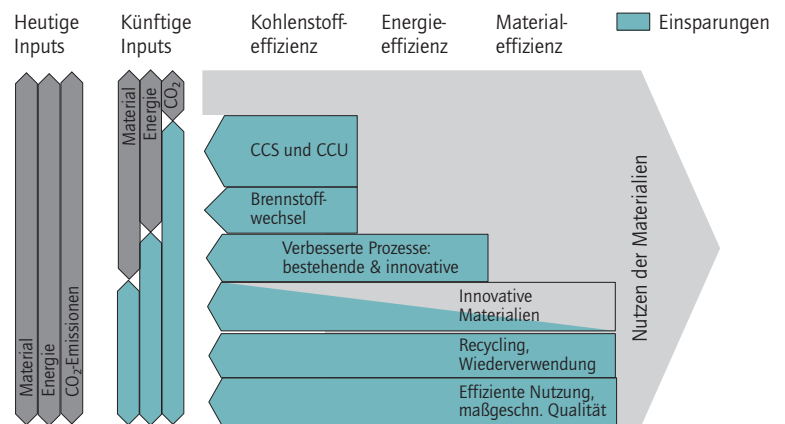 Heutige
Inputs
Künftige
Inputs
Kohlenstoff-
effizienz
Energie-
effizienz
Material-
effizienz
Einsparungen
Material
Energie
CO₂-Emissionen
Material
Energie
CO₂
CCS und CCU
Brennstoff-
wechsel
Verbesserte Prozesse:
bestehende & innovative
Innovative
Materialien
Recycling,
Wiederverwendung
Effiziente Nutzung,
maßgeschn. Qualität
Nutzen der Materialien